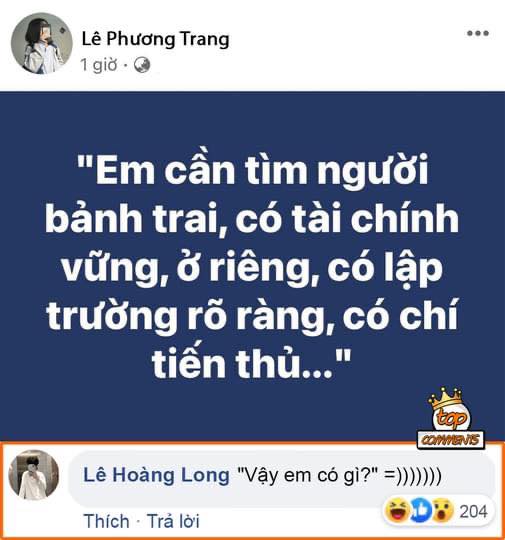 Lê Phương Trang
1 giờ ·
"Em cần tìm người
bảnh trai, có tài chính
vững, ở riêng, có lập
trường rõ ràng, có chí
tiến thủ..."
top
COMMENTS
Lê Hoàng Long "Vậy em có gì?" =)))))))
204
Thích · Trả lời